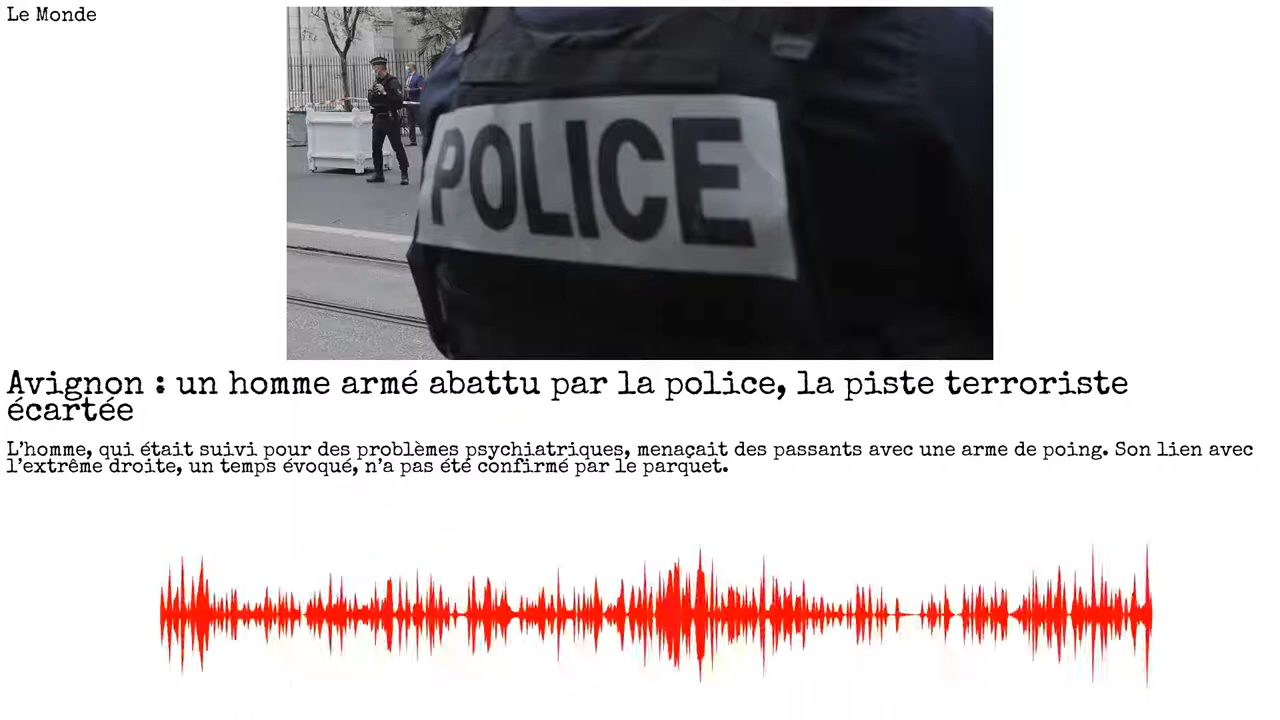 Le Monde
POLICE
Avignon : un homme armé abattu par la police, la piste terroriste
écartée
L'homme, qui était suivi pour des problèmes psychiatriques, menaçait des passants avec une arme de poing. Son lien avec
l'extrême droite, un temps évoqué, n'a pas été confirmé par le parquet.